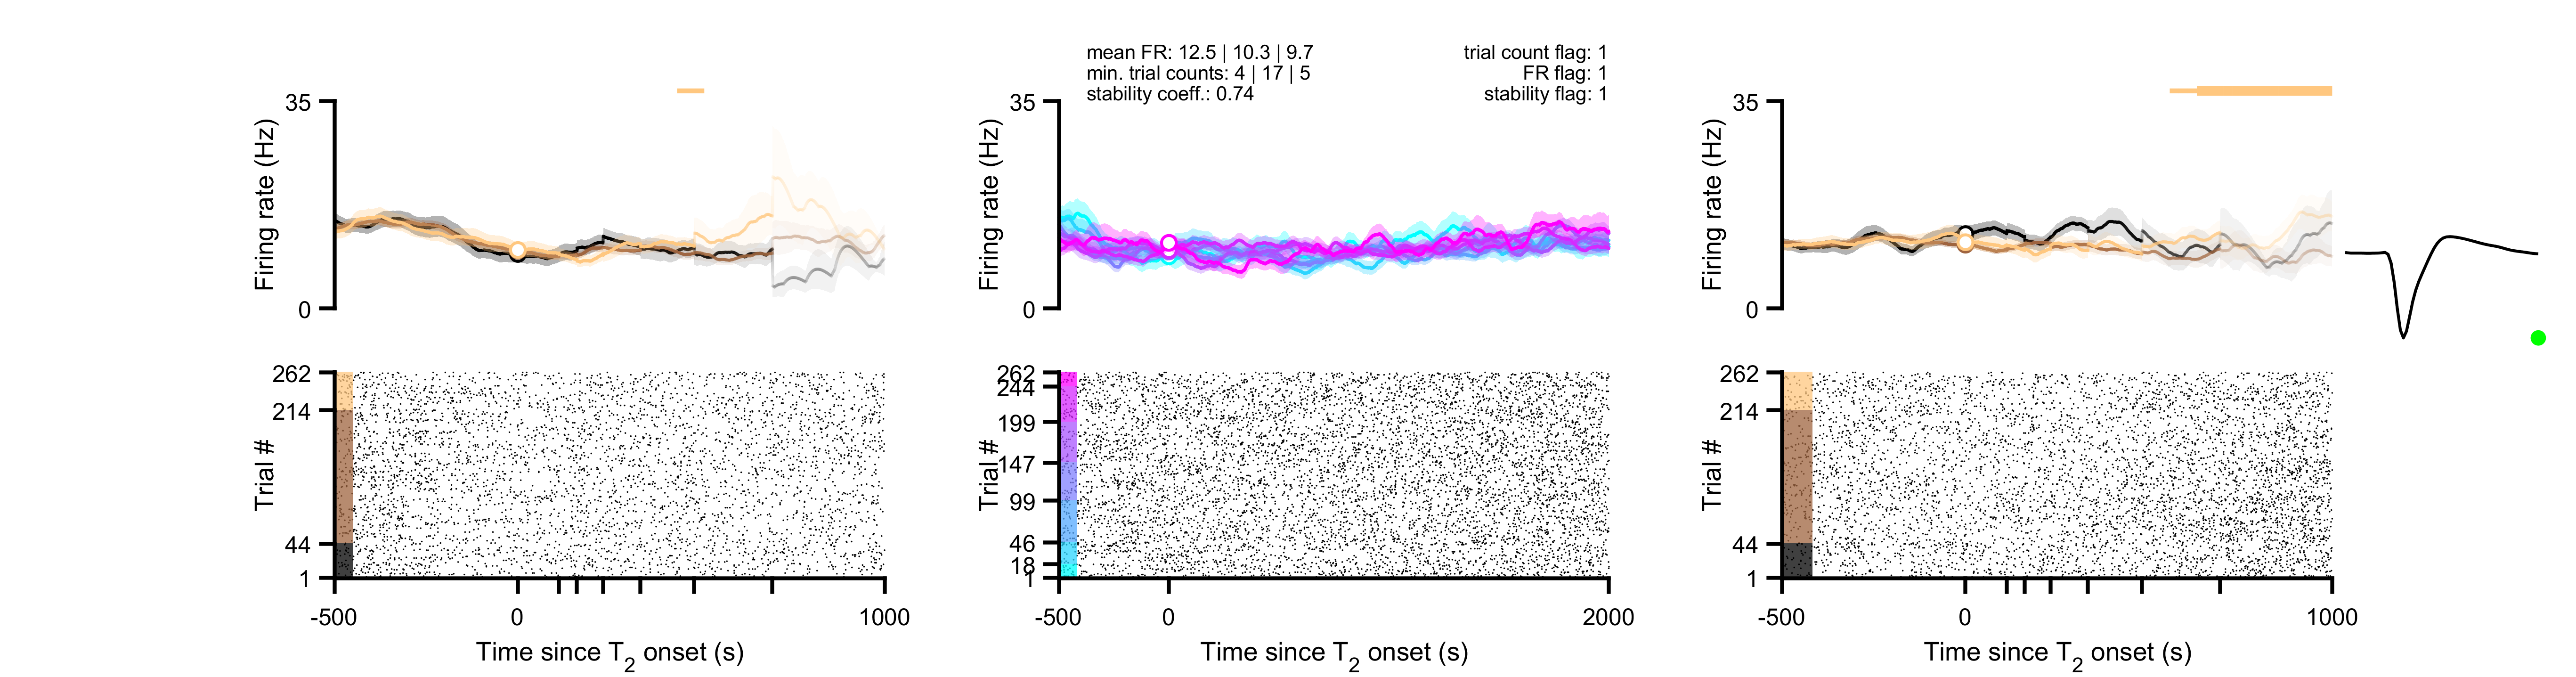 mean FR: 12.5 | 10.3 | 9.7
min. trial counts: 4 | 17 | 5
stability coeff.: 0.74
trial count flag: 1
FR flag: 1
stability flag: 1
35
Firing rate (Hz)
0
35
Firing rate (Hz)
0
35
Firing rate (Hz)
0
262
214
Trial #
44
1
-500
0
1000
Time since T2 onset (s)
262
244
199
Trial #
147
99
46
18
1
-500
0
2000
Time since T2 onset (s)
262
214
Trial #
44
1
-500
0
1000
Time since T2 onset (s)